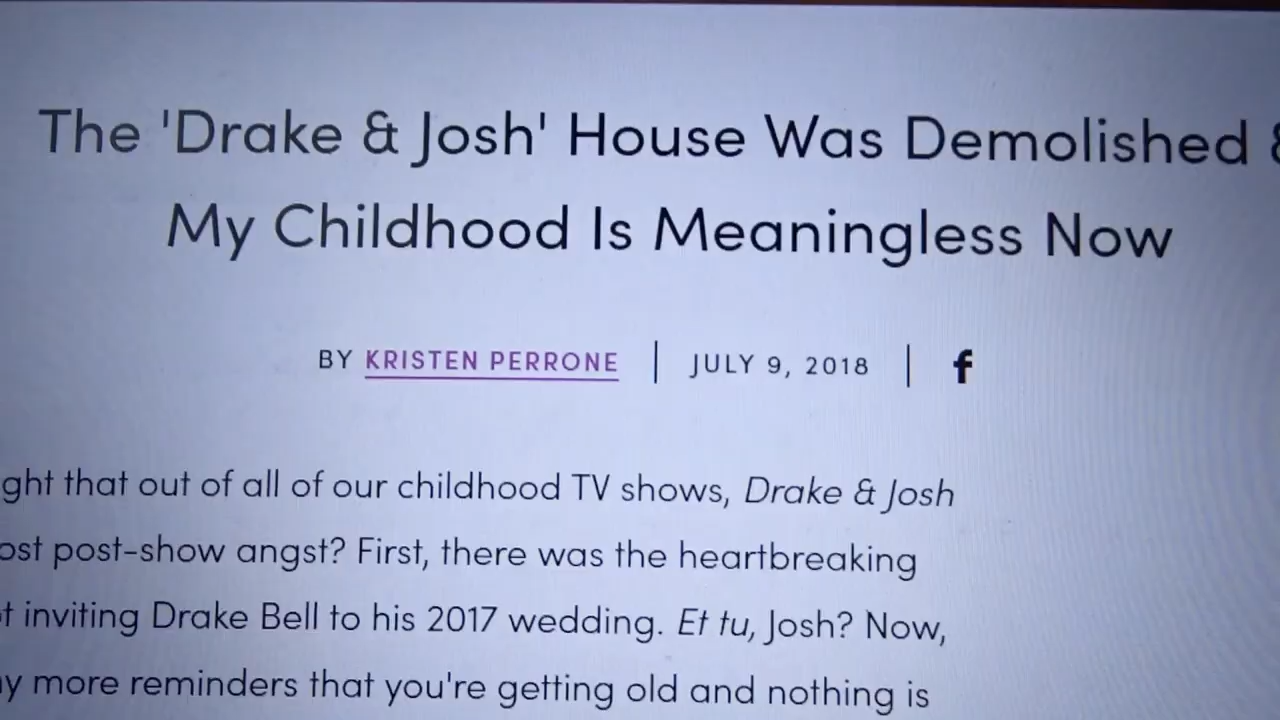 The 'Drake & Josh' House Was Demolished &
My Childhood Is Meaningless Now
BY KRISTEN PERRONE | JULY 9, 2018 | f
ght that out of all of our childhood TV shows, Drake & Josh
ost post-show angst? First, there was the heartbreaking
t inviting Drake Bell to his 2017 wedding. Et tu, Josh? Now,
y more reminders that you're getting old and nothing is